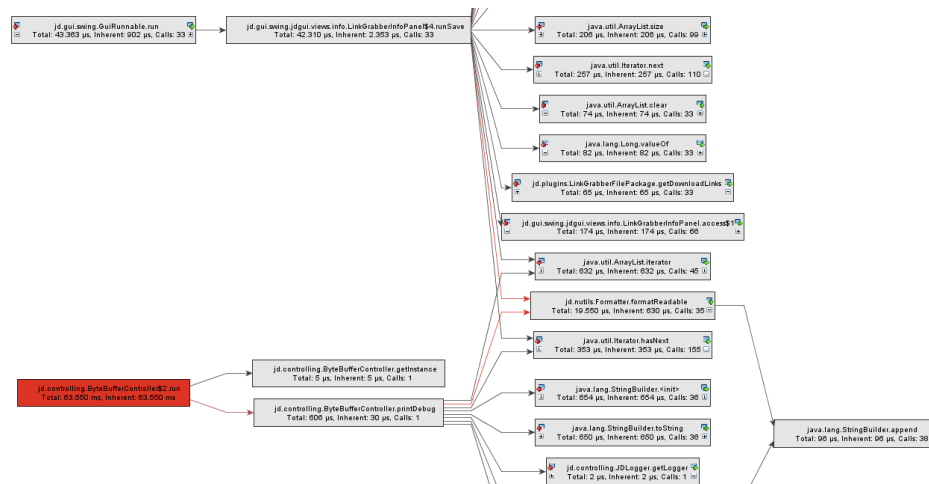 jd.gui.swing.GuiRunnable.run
Total: 43.363 µs, Inherent: 902 µs, Calls: 33
jd.gui.swing.jdgui.views.info.LinkGrabberInfoPanel$4.runSave
Total: 42.310 µs, Inherent: 2.353 µs, Calls: 33
java.util.ArrayList.size
Total: 206 µs, Inherent: 206 µs, Calls: 99
java.util.Iterator.next
Total: 257 µs, Inherent: 257 µs, Calls: 110
java.util.ArrayList.clear
Total: 74 µs, Inherent: 74 µs, Calls: 33
java.lang.Long.valueOf
Total: 82 µs, Inherent: 82 µs, Calls: 33
jd.plugins.LinkGrabberFilePackage.getDownloadLinks
Total: 65 µs, Inherent: 65 µs, Calls: 33
jd.gui.swing.jdgui.views.info.LinkGrabberInfoPanel.access$1
Total: 174 µs, Inherent: 174 µs, Calls: 66
java.util.ArrayList.iterator
Total: 632 µs, Inherent: 632 µs, Calls: 45
jd.nutils.Formatter.formatReadable
Total: 19.550 µs, Inherent: 630 µs, Calls: 35
java.util.Iterator.hasNext
Total: 353 µs, Inherent: 353 µs, Calls: 155
jd.controlling.ByteBufferController.getInstance
Total: 5 µs, Inherent: 5 µs, Calls: 1
jd.controlling.ByteBufferController$2.run
Total: 63.550 ms, Inherent: 63.550 ms
jd.controlling.ByteBufferController.printDebug
Total: 606 µs, Inherent: 30 µs, Calls: 1
java.lang.StringBuilder.<init>
Total: 654 µs, Inherent: 654 µs, Calls: 36
java.lang.StringBuilder.toString
Total: 650 µs, Inherent: 650 µs, Calls: 36
java.lang.StringBuilder.append
Total: 96 µs, Inherent: 96 µs, Calls: 38
jd.controlling.JDLogger.getLogger
Total: 2 µs, Inherent: 2 µs, Calls: 1